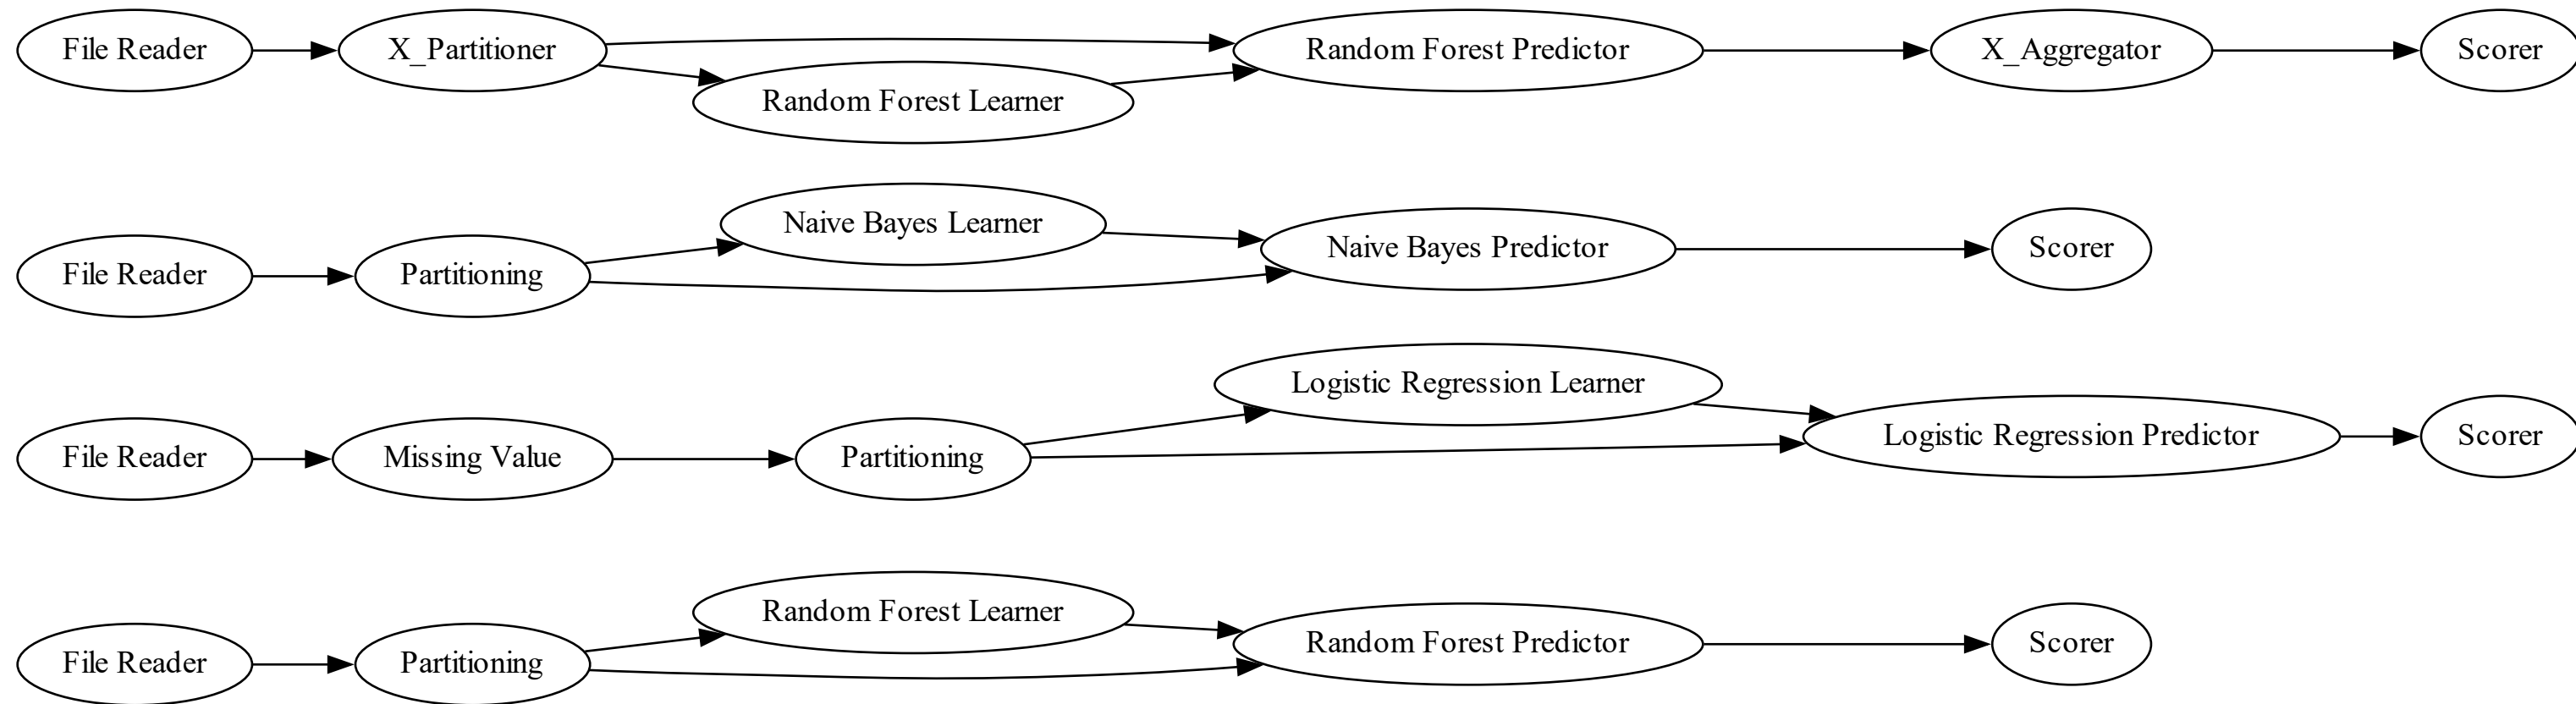 File Reader
X_Partitioner
Random Forest Learner
Random Forest Predictor
X_Aggregator
Scorer
File Reader
Partitioning
Naive Bayes Learner
Naive Bayes Predictor
Scorer
File Reader
Missing Value
Partitioning
Logistic Regression Learner
Logistic Regression Predictor
Scorer
File Reader
Partitioning
Random Forest Learner
Random Forest Predictor
Scorer